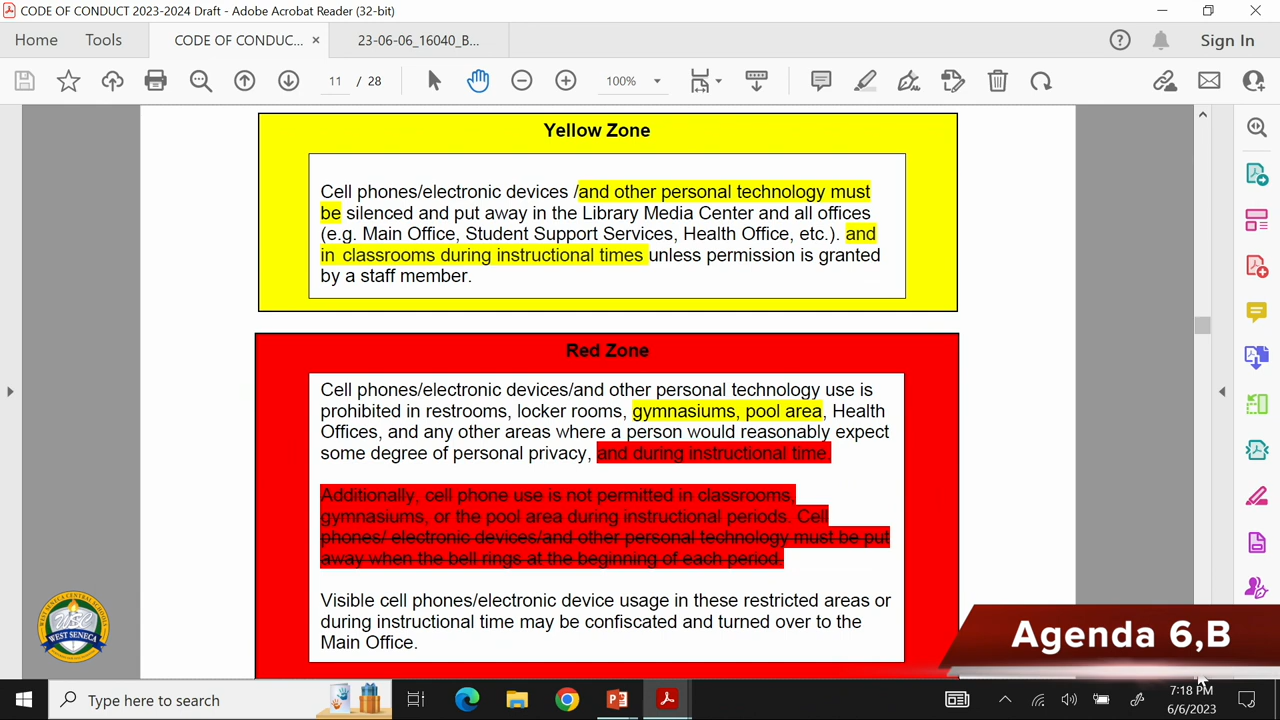 CODE OF CONDUCT 2023-2024 Draft - Adobe Acrobat Reader (32-bit)
Home Tools CODE OF CONDUC... × 23-06-06_16040_B... Sign In
11 / 28 100%
Yellow Zone
Cell phones/electronic devices /and other personal technology must
be silenced and put away in the Library Media Center and all offices
(e.g. Main Office, Student Support Services, Health Office, etc.). and
in classrooms during instructional times unless permission is granted
by a staff member.
Red Zone
Cell phones/electronic devices/and other personal technology use is
prohibited in restrooms, locker rooms, gymnasiums, pool area, Health
Offices, and any other areas where a person would reasonably expect
some degree of personal privacy, and during instructional time.
Additionally, cell phone use is not permitted in classrooms,
gymnasiums, or the pool area during instructional periods. Cell
phones/ electronic devices/and other personal technology must be put
away when the bell rings at the beginning of each period.
Visible cell phones/electronic device usage in these restricted areas or
during instructional time may be confiscated and turned over to the
Main Office.
WEST SENECA
Agenda 6,B
Type here to search
7:18 PM
6/6/2023